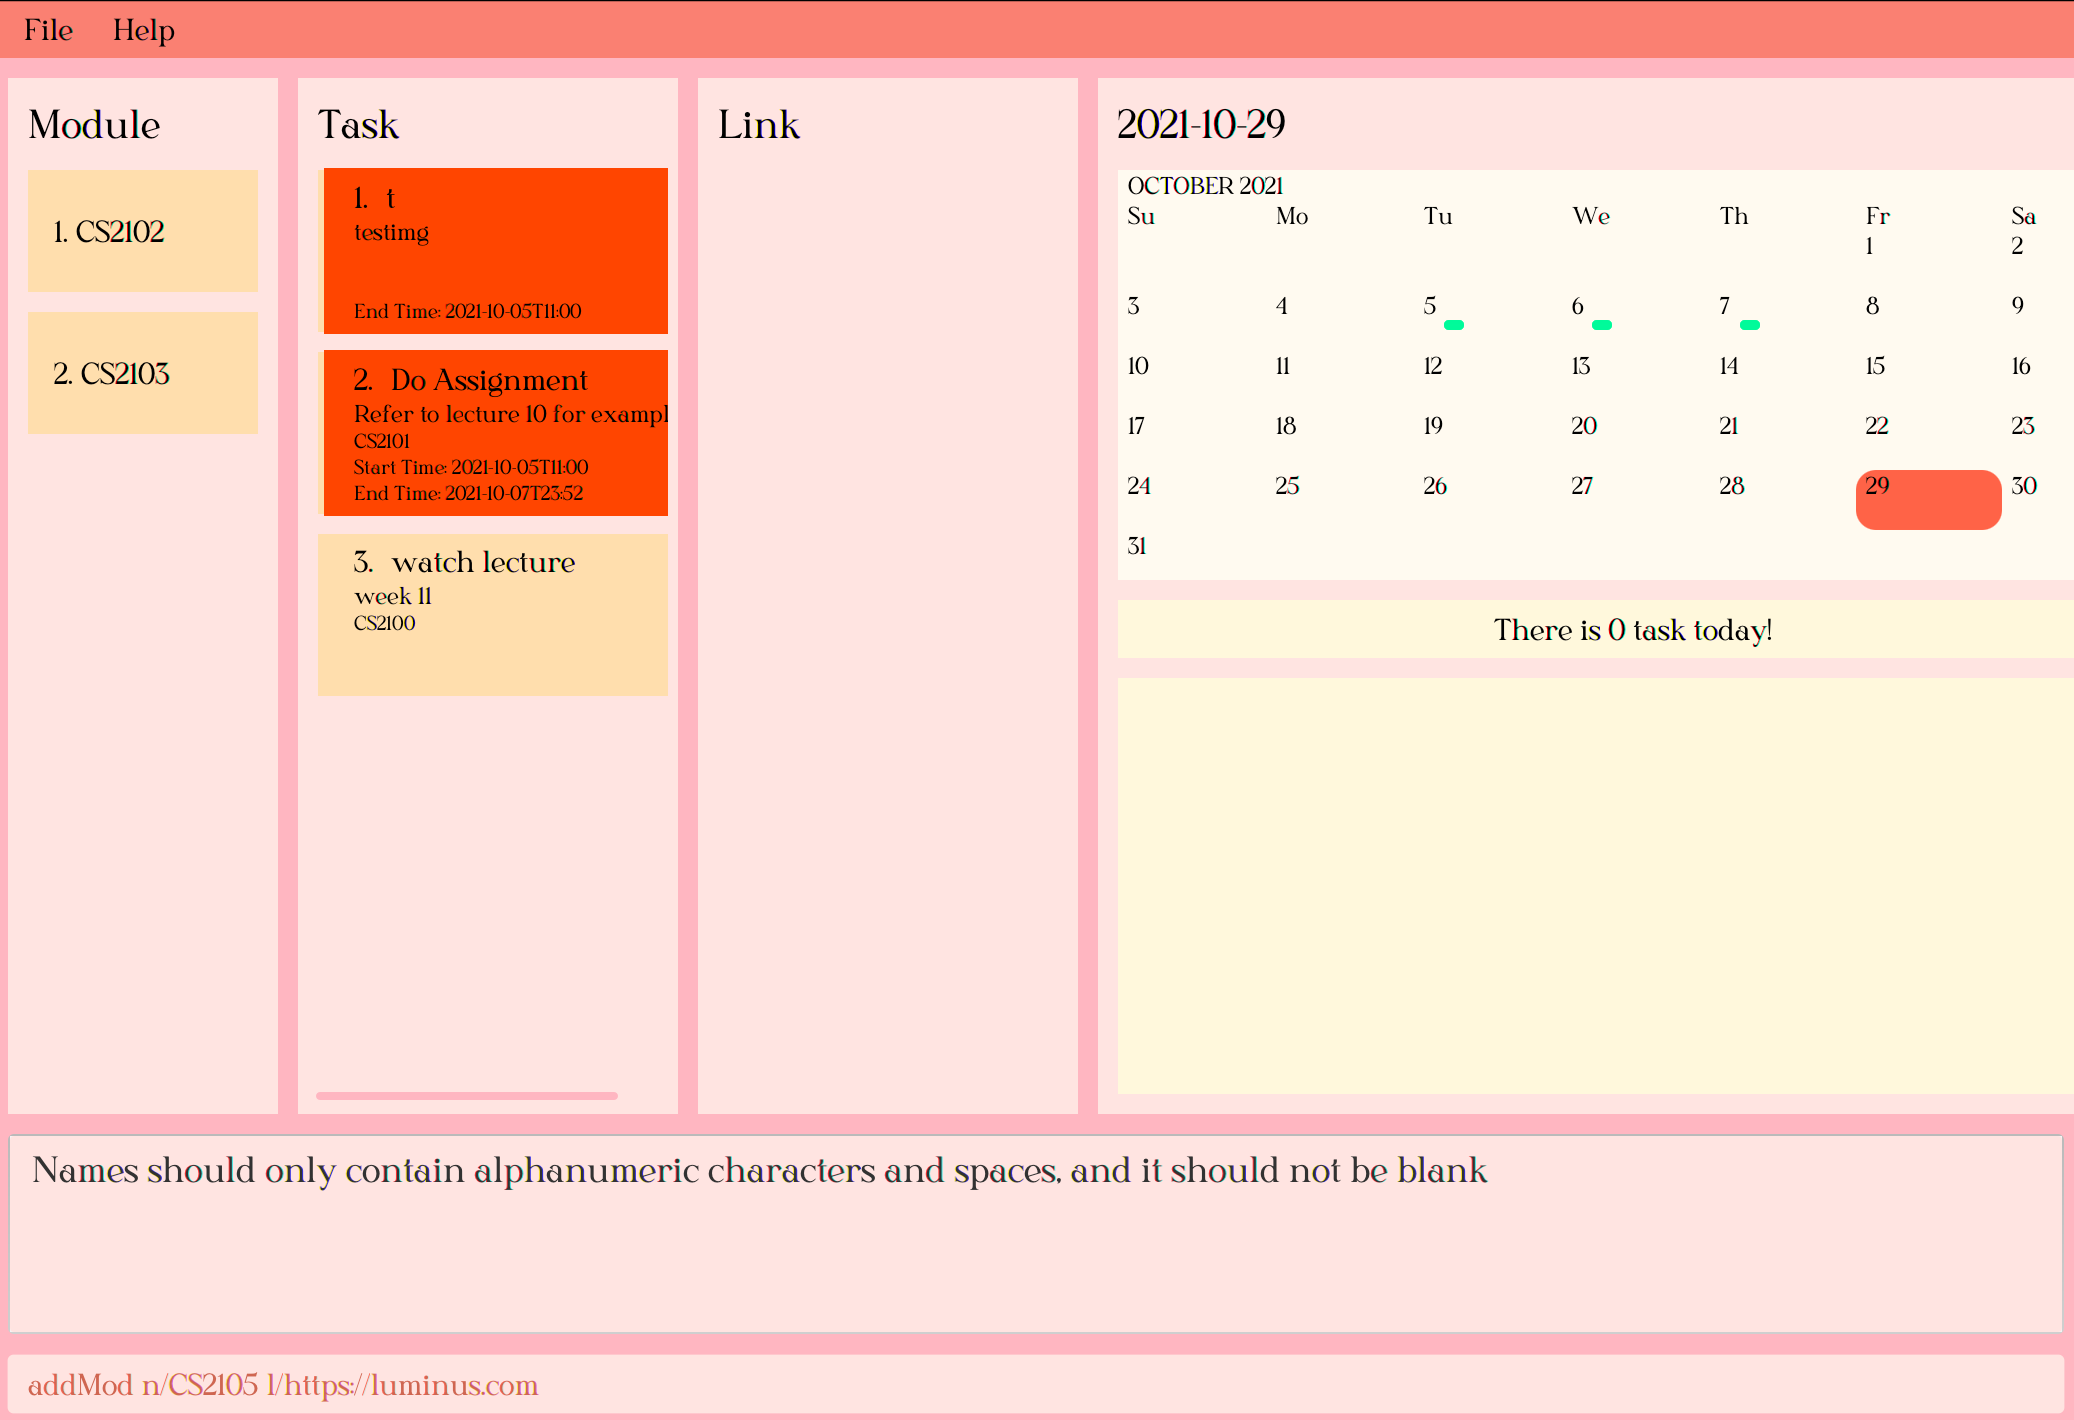 File Help
Module
1. CS2102
2. CS2103
Task
1. t
testimg
End Time: 2021-10-05T11:00
2. Do Assignment
Refer to lecture 10 for exampl
CS2101
Start Time: 2021-10-05T11:00
End Time: 2021-10-07T23:52
3. watch lecture
week 11
CS2100
Link
2021-10-29
OCTOBER 2021
Su Mo Tu We Th Fr Sa
1 2
3 4 5 6 7 8 9
10 11 12 13 14 15 16
17 18 19 20 21 22 23
24 25 26 27 28 29 30
31
There is 0 task today!
Names should only contain alphanumeric characters and spaces, and it should not be blank
addMod n/CS2105 l/https://luminus.com